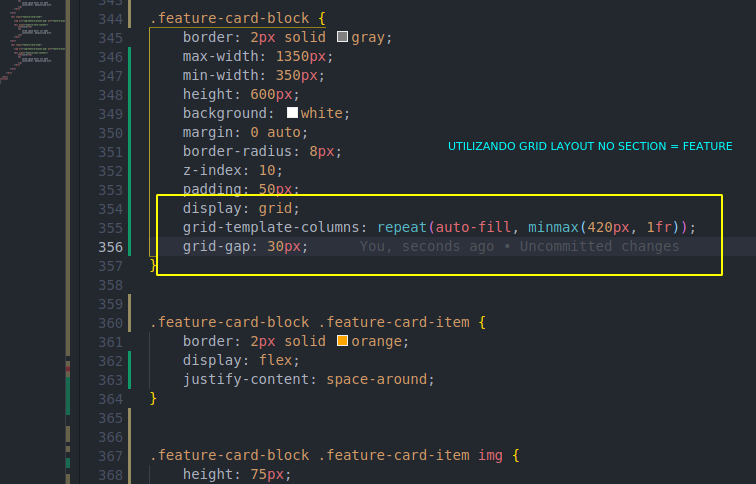 343
344 .feature-card-block {
345 border: 2px solid gray;
346 max-width: 1350px;
347 min-width: 350px;
348 height: 600px;
349 background: white;
350 margin: 0 auto;
UTILIZANDO GRID LAYOUT NO SECTION = FEATURE
351 border-radius: 8px;
352 z-index: 10;
353 padding: 50px;
354 display: grid;
355 grid-template-columns: repeat(auto-fill, minmax(420px, 1fr));
356 grid-gap: 30px; You, seconds ago • Uncommitted changes
357 }
358
359
360 .feature-card-block .feature-card-item {
361 border: 2px solid orange;
362 display: flex;
363 justify-content: space-around;
364 }
365
366
367 .feature-card-block .feature-card-item img {
368 height: 75px;